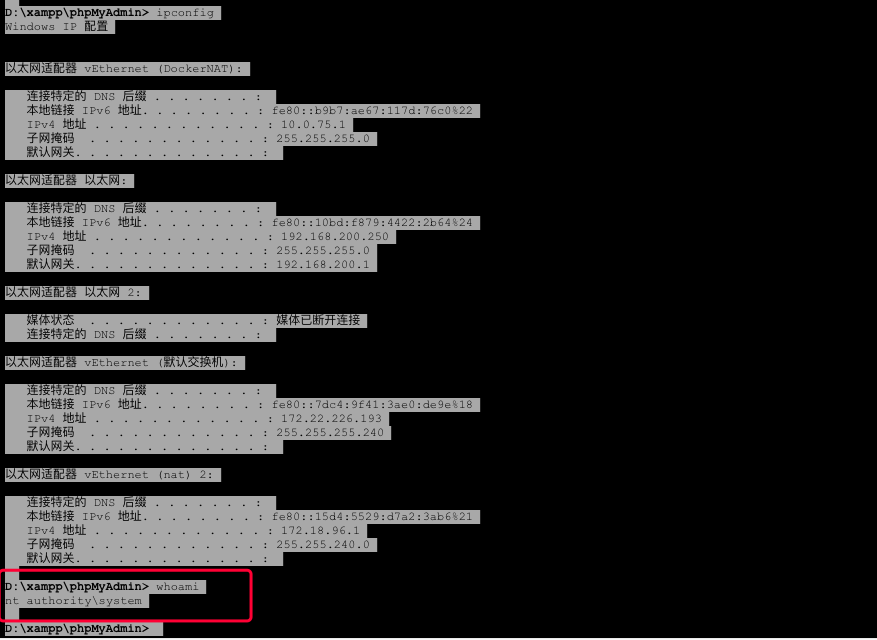 D:\xampp\phpMyAdmin> ipconfig
Windows IP 配置
以太网适配器 vEthernet (DockerNAT):
连接特定的 DNS 后缀 . . . . . . . :
本地链接 IPv6 地址. . . . . . . . : fe80::b9b7:ae67:117d:76c0%22
IPv4 地址 . . . . . . . . . . . . : 10.0.75.1
子网掩码  . . . . . . . . . . . . : 255.255.255.0
默认网关. . . . . . . . . . . . . :
以太网适配器 以太网:
连接特定的 DNS 后缀 . . . . . . . :
本地链接 IPv6 地址. . . . . . . . : fe80::10bd:f879:4422:2b64%24
IPv4 地址 . . . . . . . . . . . . : 192.168.200.250
子网掩码  . . . . . . . . . . . . : 255.255.255.0
默认网关. . . . . . . . . . . . . : 192.168.200.1
以太网适配器 以太网 2:
媒体状态  . . . . . . . . . . . . : 媒体已断开连接
连接特定的 DNS 后缀 . . . . . . . :
以太网适配器 vEthernet (默认交换机):
连接特定的 DNS 后缀 . . . . . . . :
本地链接 IPv6 地址. . . . . . . . : fe80::7dc4:9f41:3ae0:de9e%18
IPv4 地址 . . . . . . . . . . . . : 172.22.226.193
子网掩码  . . . . . . . . . . . . : 255.255.255.240
默认网关. . . . . . . . . . . . . :
以太网适配器 vEthernet (nat) 2:
连接特定的 DNS 后缀 . . . . . . . :
本地链接 IPv6 地址. . . . . . . . : fe80::15d4:5529:d7a2:3ab6%21
IPv4 地址 . . . . . . . . . . . . : 172.18.96.1
子网掩码  . . . . . . . . . . . . : 255.255.240.0
默认网关. . . . . . . . . . . . . :
D:\xampp\phpMyAdmin> whoami
nt authority\system
D:\xampp\phpMyAdmin>